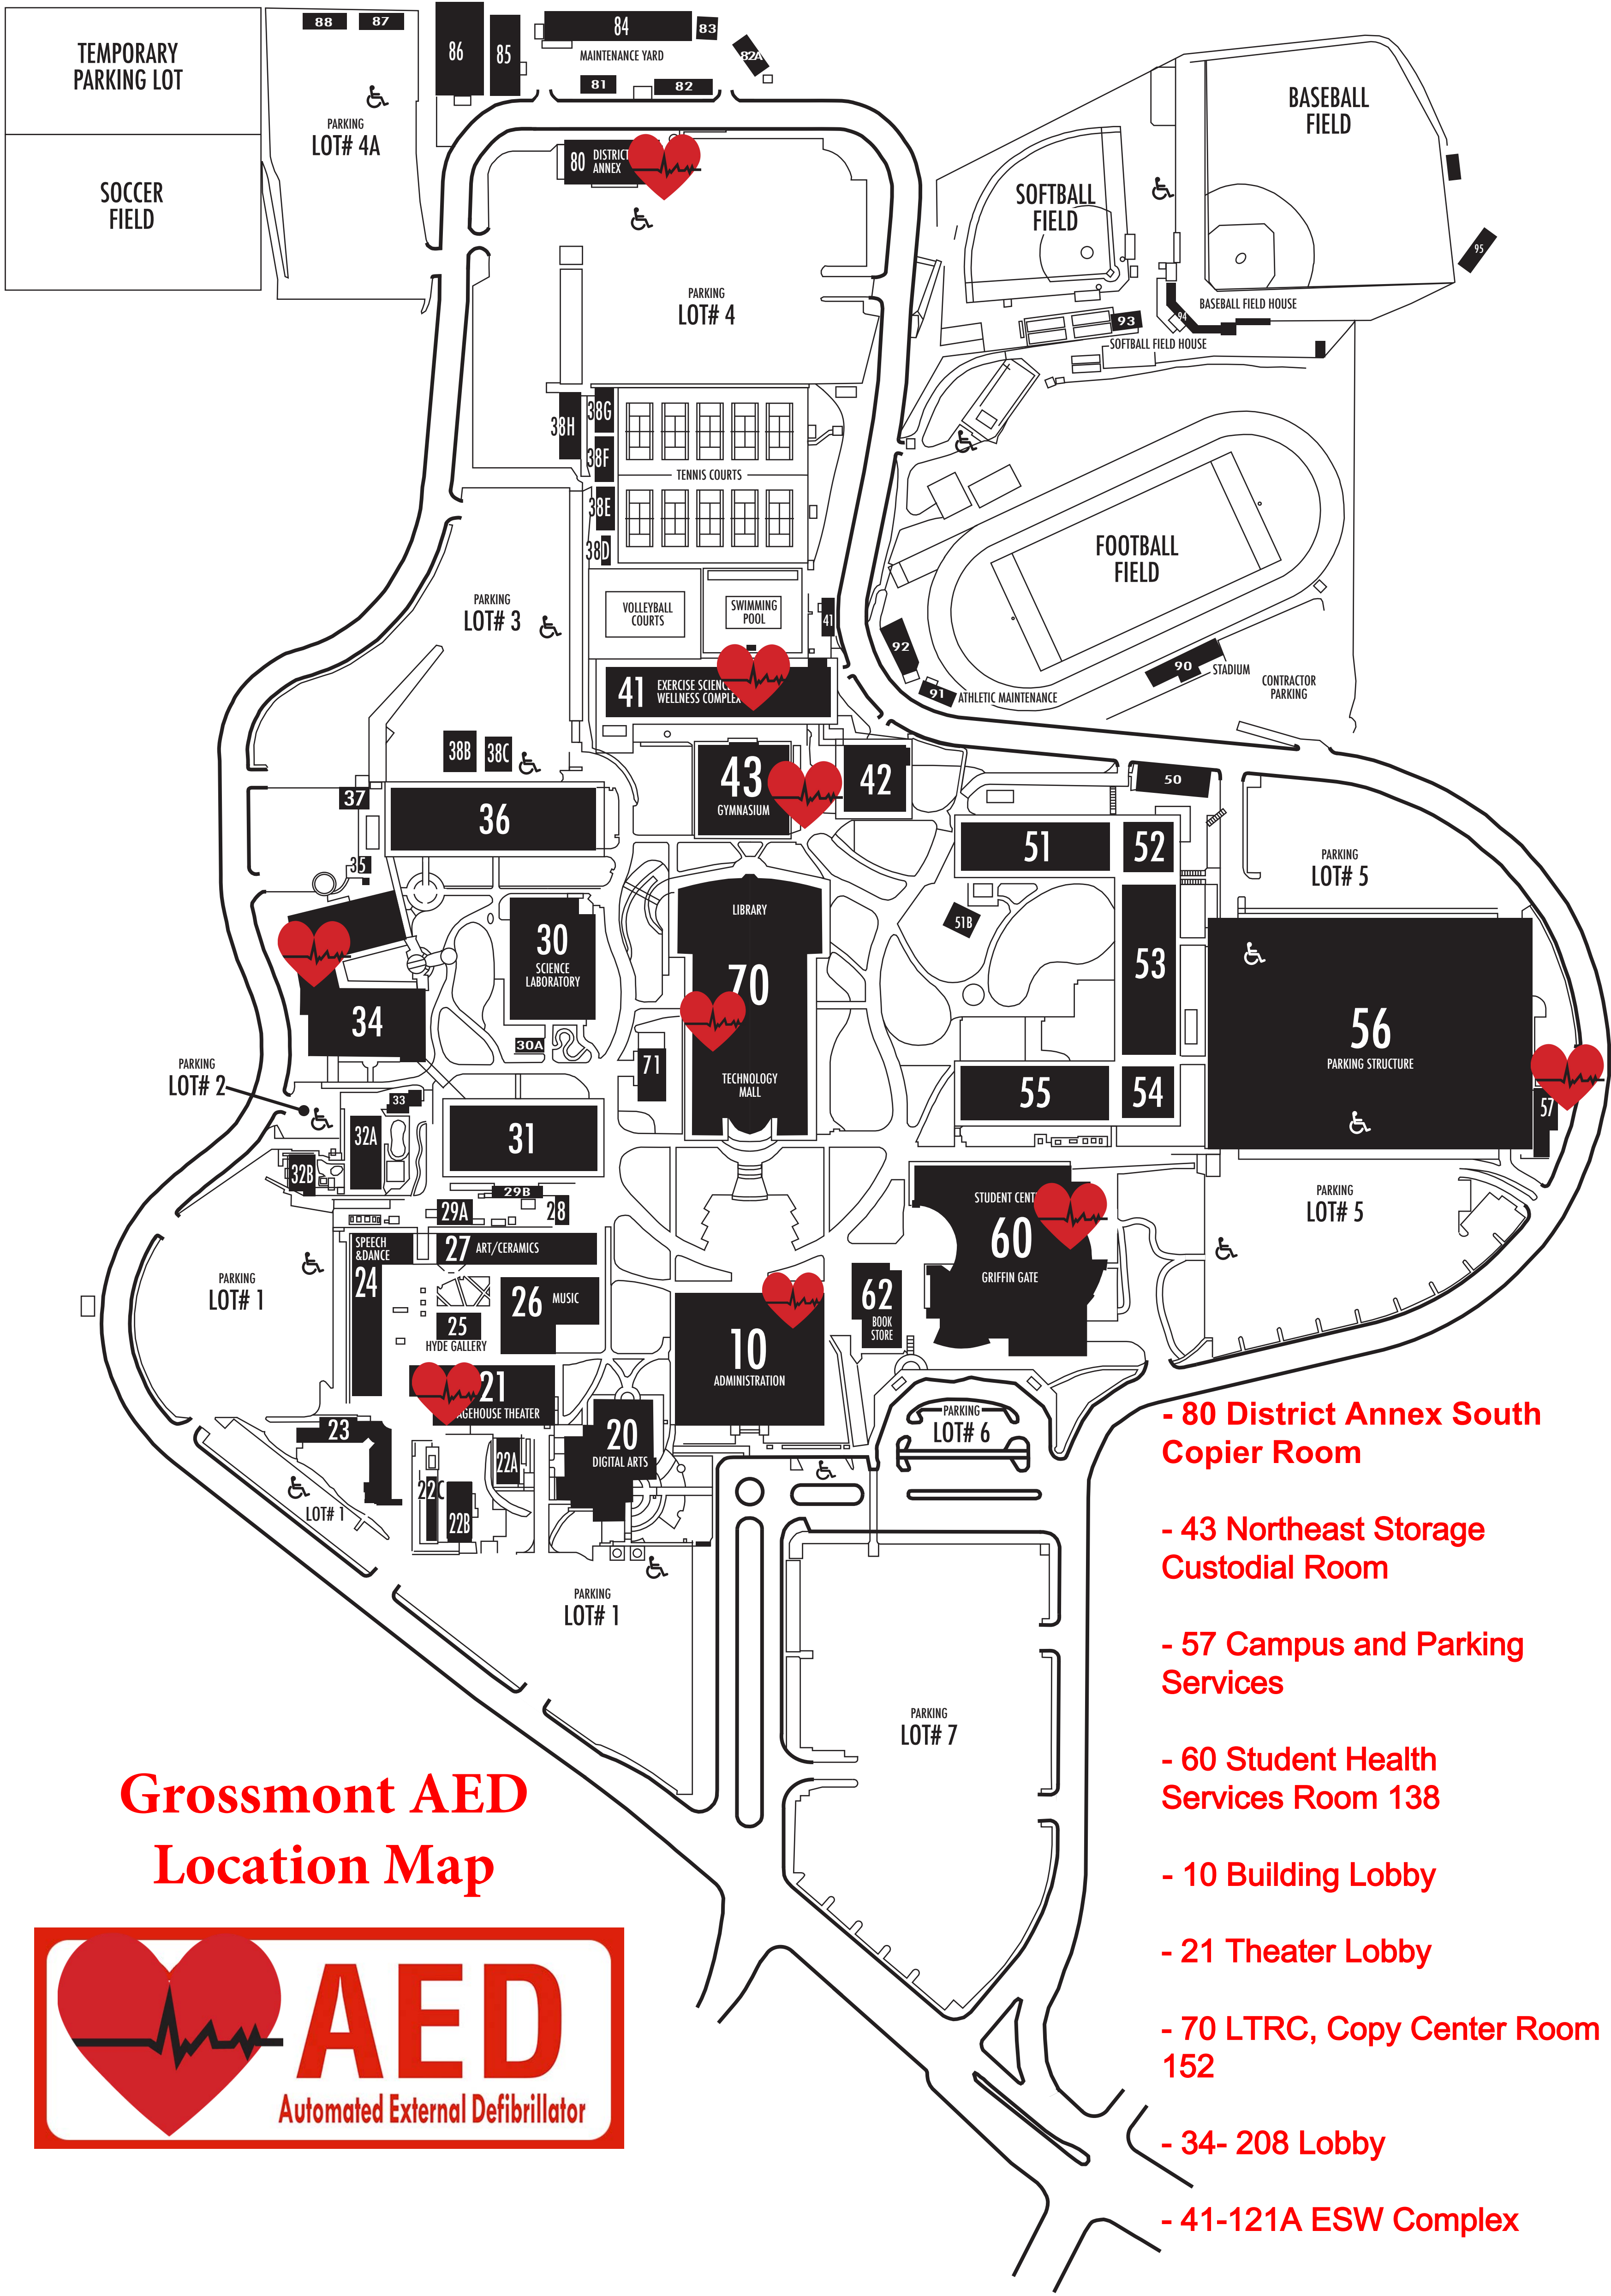 88
87
86
85
84
83
82A
MAINTENANCE YARD
81
82
TEMPORARY
PARKING LOT
PARKING
LOT# 4A
SOCCER
FIELD
80
DISTRICT
ANNEX
BASEBALL
FIELD
SOFTBALL
FIELD
95
PARKING
LOT# 4
BASEBALL FIELD HOUSE
94
93
SOFTBALL FIELD HOUSE
38H
38G
38F
38E
38D
TENNIS COURTS
FOOTBALL
FIELD
PARKING
LOT# 3
VOLLEYBALL
COURTS
SWIMMING
POOL
41
92
91
ATHLETIC MAINTENANCE
90
STADIUM
CONTRACTOR
PARKING
41
EXERCISE SCIENC
WELLNESS COMPLEX
38B
38C
43
GYMNASIUM
42
50
37
36
51
52
PARKING
LOT# 5
35
LIBRARY
51B
30
SCIENCE
LABORATORY
53
70
34
56
PARKING STRUCTURE
30A
71
TECHNOLOGY
MALL
PARKING
LOT# 2
33
55
54
57
32A
31
32B
29B
29A
28
STUDENT CENT
60
GRIFFIN GATE
PARKING
LOT# 5
SPEECH
&DANCE
24
27
ART/CERAMICS
PARKING
LOT# 1
26
MUSIC
25
HYDE GALLERY
62
BOOK
STORE
10
ADMINISTRATION
21
AGEHOUSE THEATER
23
20
DIGITAL ARTS
22A
22C
22B
LOT# 1
PARKING
LOT# 6
PARKING
LOT# 1
PARKING
LOT# 7
- 80 District Annex South
Copier Room
- 43 Northeast Storage
Custodial Room
- 57 Campus and Parking
Services
- 60 Student Health
Services Room 138
- 10 Building Lobby
- 21 Theater Lobby
- 70 LTRC, Copy Center Room
152
- 34- 208 Lobby
- 41-121A ESW Complex
Grossmont AED
Location Map
AED
Automated External Defibrillator